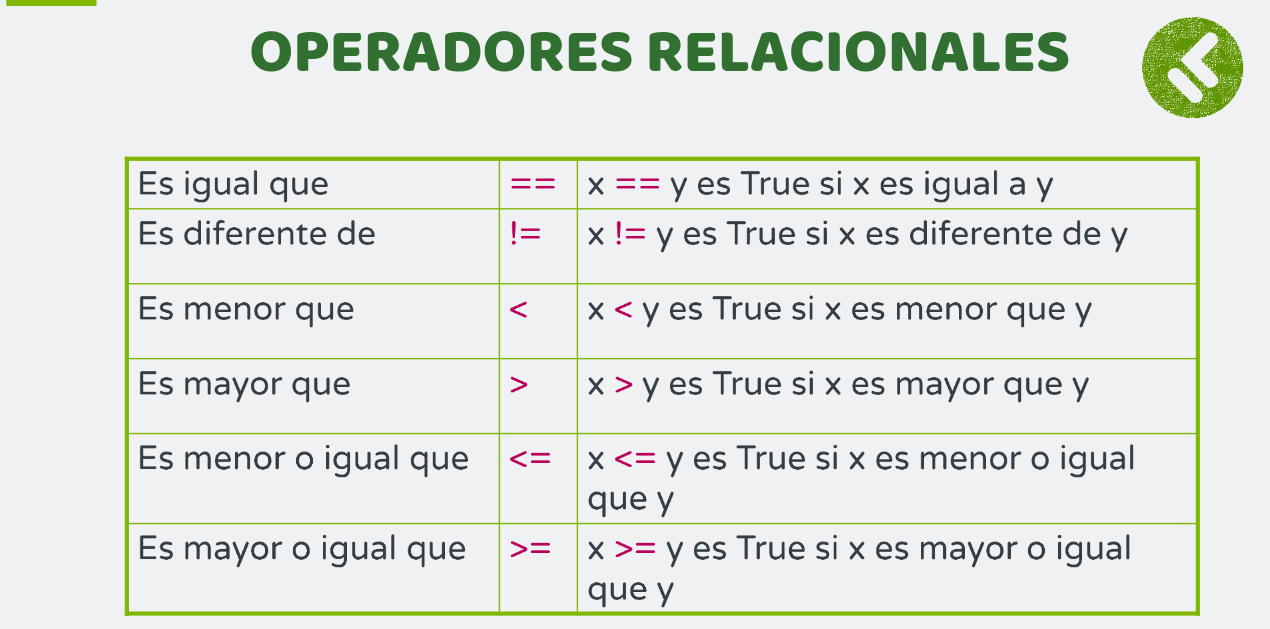 OPERADORES RELACIONALES
Es igual que == x == y es True si x es igual a y
Es diferente de != x != y es True si x es diferente de y
Es menor que < x < y es True si x es menor que y
Es mayor que > x > y es True si x es mayor que y
Es menor o igual que <= x <= y es True si x es menor o igual
que y
Es mayor o igual que >= x >= y es True si x es mayor o igual
que y